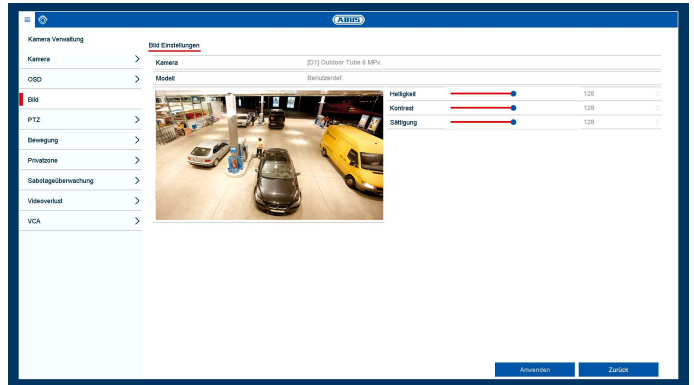 ABUS
Kamera Verwaltung
Kamera
OSD
Bild
PTZ
Bewegung
Privatzone
Sabotageüberwachung
Videoverlust
VCA
Bild Einstellungen
Kamera [D1] Outdoor Tube 6 MPx
Modell Benutzerdef.
Helligkeit 128
Kontrast 128
Sättigung 128
Anwenden Zurück